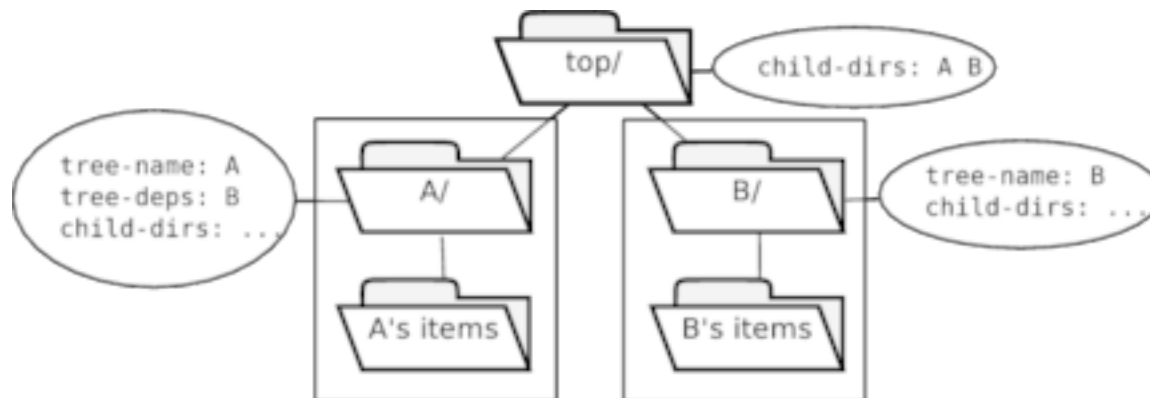 top/
child-dirs: A B
tree-name: A
tree-deps: B
child-dirs: ...
A/
B/
tree-name: B
child-dirs: ...
A's items
B's items